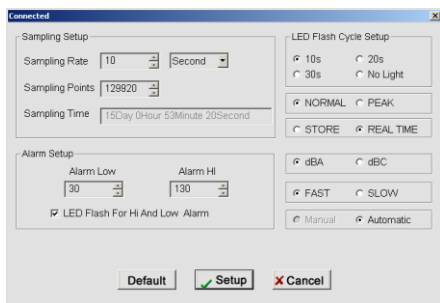 Connected
Sampling Setup
Sampling Rate 10 Second
Sampling Points 129920
Sampling Time 15Day 0Hour 53Minute 20Second
Alarm Setup
Alarm Low Alarm HI
30 130
LED Flash For Hi And Low Alarm
LED Flash Cycle Setup
10s 20s
30s No Light
NORMAL PEAK
STORE REAL TIME
dBA dBC
FAST SLOW
Manual Automatic
Default Setup Cancel